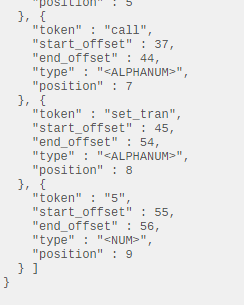 "position" : 5
}, {
"token" : "call",
"start_offset" : 37,
"end_offset" : 44,
"type" : "<ALPHANUM>",
"position" : 7
}, {
"token" : "set_tran",
"start_offset" : 45,
"end_offset" : 54,
"type" : "<ALPHANUM>",
"position" : 8
}, {
"token" : "5",
"start_offset" : 55,
"end_offset" : 56,
"type" : "<NUM>",
"position" : 9
} ]
}